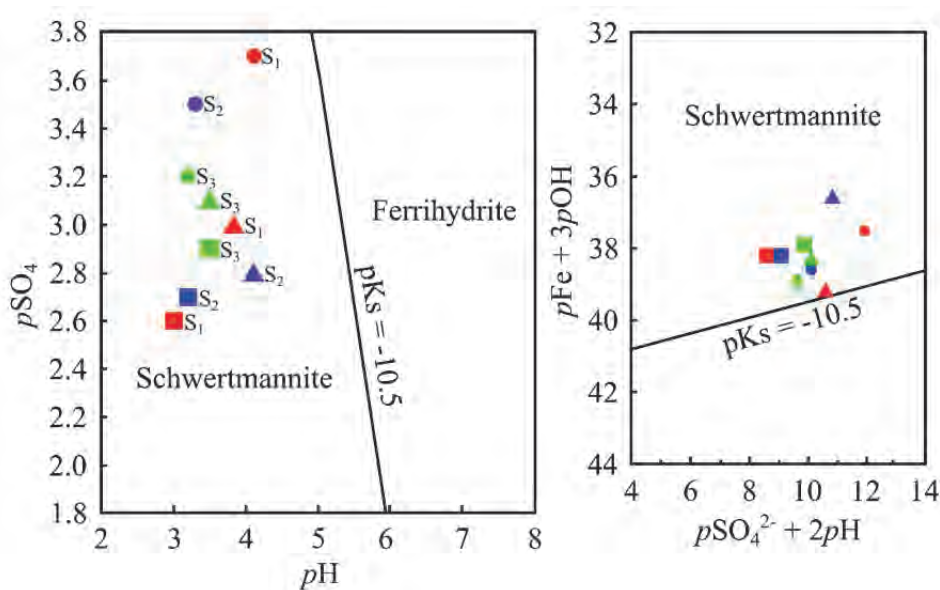 3.8
3.6
3.4
3.2
3.0
2.8
2.6
2.4
2.2
2.0
1.8
pSO₄
2 3 4 5 6 7 8
pH
S₁
S₂
S₃
S₃
S₁
S₃
S₂
S₂
S₁
Schwertmannite
Ferrihydrite
pKs = -10.5
32
34
36
38
40
42
44
pFe + 3pOH
Schwertmannite
pKs = -10.5
4 6 8 10 12 14
pSO₄²⁻ + 2pH